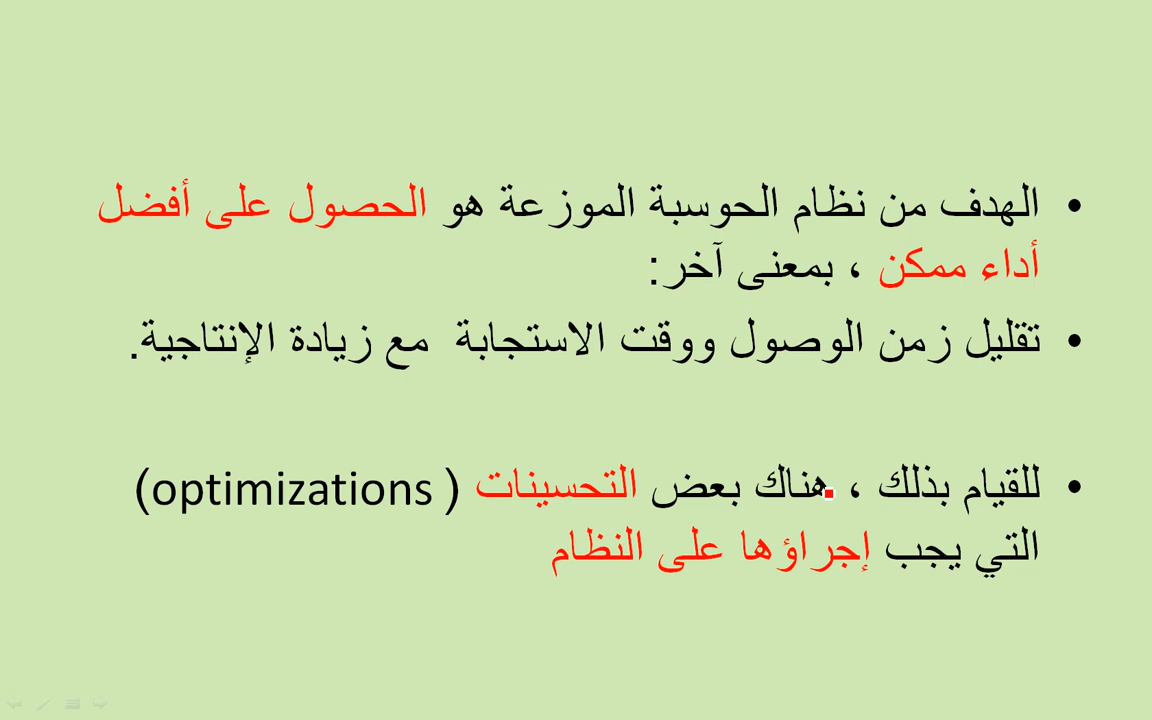 • الهدف من نظام الحوسبة الموزعة هو الحصول على أفضل
أداء ممكن ، بمعنى آخر:
• تقليل زمن الوصول ووقت الاستجابة مع زيادة الإنتاجية.
• للقيام بذلك ، هناك بعض التحسينات ( optimizations)
التي يجب إجراؤها على النظام